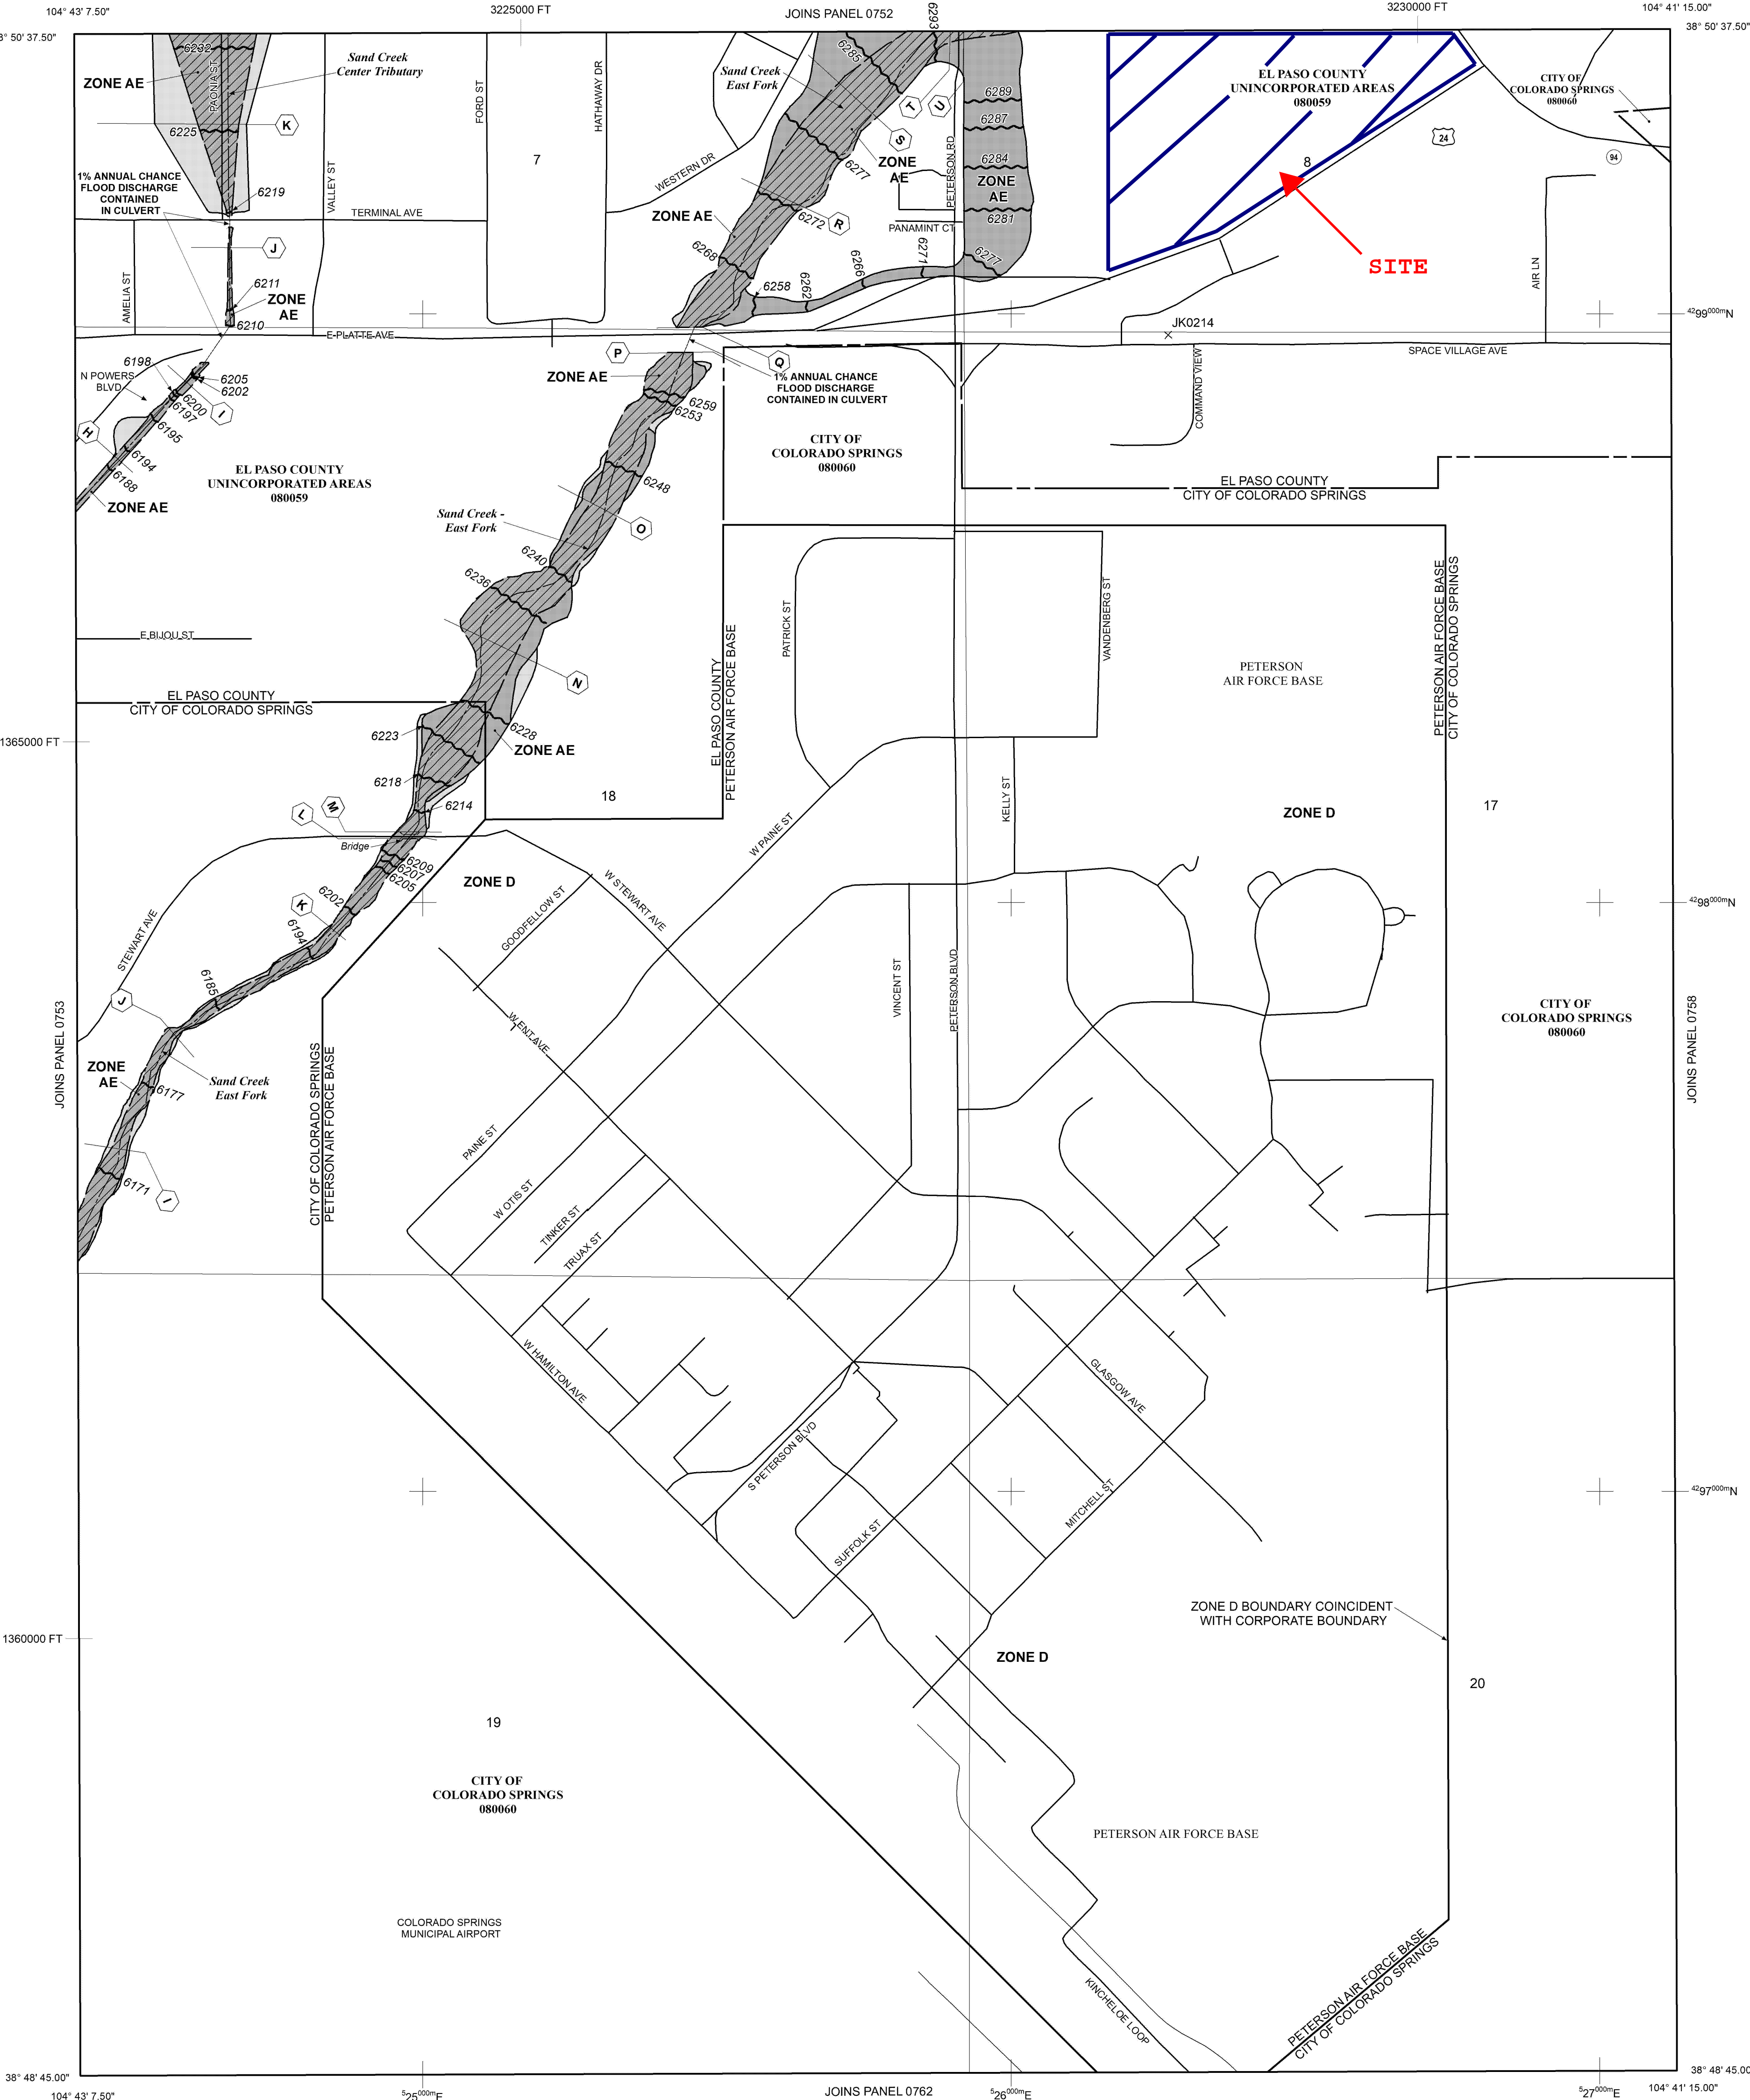 104° 43' 7.50"
3225000 FT
JOINS PANEL 0752
3230000 FT
104° 41' 15.00"
8° 50' 37.50"
38° 50' 37.50"
6232
PAONIA ST
ZONE AE
Sand Creek
Center Tributary
K
6225
1% ANNUAL CHANCE
FLOOD DISCHARGE
CONTAINED
IN CULVERT
6219
TERMINAL AVE
VALLEY ST
FORD ST
HATHAWAY DR
7
J
AMELIA ST
6211
ZONE
AE
6210
E PLATTE AVE
6293
6285
Sand Creek
East Fork
T
U
S
6289
6287
6284
ZONE
AE
6281
6277
ZONE
AE
PETERSON RD
WESTERN DR
6277
ZONE AE
6272
R
PANAMINT CT
6271
6266
6262
6268
6258
EL PASO COUNTY
UNINCORPORATED AREAS
080059
8
SITE
CITY OF
COLORADO SPRINGS
080060
24
94
AIR LN
JK0214
4299000mN
SPACE VILLAGE AVE
COMMAND VIEW
6198
N POWERS
BLVD
6205
6202
6200
6197
I
6195
H
6194
6188
ZONE AE
EL PASO COUNTY
UNINCORPORATED AREAS
080059
P
Q
ZONE AE
1% ANNUAL CHANCE
FLOOD DISCHARGE
CONTAINED IN CULVERT
6259
6253
CITY OF
COLORADO SPRINGS
080060
6248
EL PASO COUNTY
CITY OF COLORADO SPRINGS
Sand Creek -
East Fork
O
6240
6236
N
E BIJOU ST
EL PASO COUNTY
CITY OF COLORADO SPRINGS
EL PASO COUNTY
PETERSON AIR FORCE BASE
PATRICK ST
VANDENBERG ST
PETERSON
AIR FORCE BASE
PETERSON AIR FORCE BASE
CITY OF COLORADO SPRINGS
1365000 FT
6223
6228
ZONE AE
6218
6214
18
L
M
Bridge
6209
6207
6205
W PAINE ST
KELLY ST
ZONE D
17
6202
K
6194
ZONE D
GOODFELLOW ST
W STEWART AVE
4298000mN
STEWART AVE
6185
J
VINCENT ST
PETERSON BLVD
W ENT AVE
JOINS PANEL 0753
JOINS PANEL 0758
CITY OF
COLORADO SPRINGS
080060
ZONE
AE
6177
Sand Creek
East Fork
CITY OF COLORADO SPRINGS
PETERSON AIR FORCE BASE
PAINE ST
6171
I
W OTIS ST
TINKER ST
TRUAX ST
W HAMILTON AVE
GLASGOW AVE
S PETERSON BLVD
SUFFOLK ST
MITCHELL ST
4297000mN
ZONE D BOUNDARY COINCIDENT
WITH CORPORATE BOUNDARY
1360000 FT
ZONE D
20
19
CITY OF
COLORADO SPRINGS
080060
PETERSON AIR FORCE BASE
COLORADO SPRINGS
MUNICIPAL AIRPORT
KINCHELOE LOOP
PETERSON AIR FORCE BASE
CITY OF COLORADO SPRINGS
38° 48' 45.00"
38° 48' 45.00
104° 43' 7.50"
525000mE
JOINS PANEL 0762
526000mE
527000mE
104° 41' 15.00"